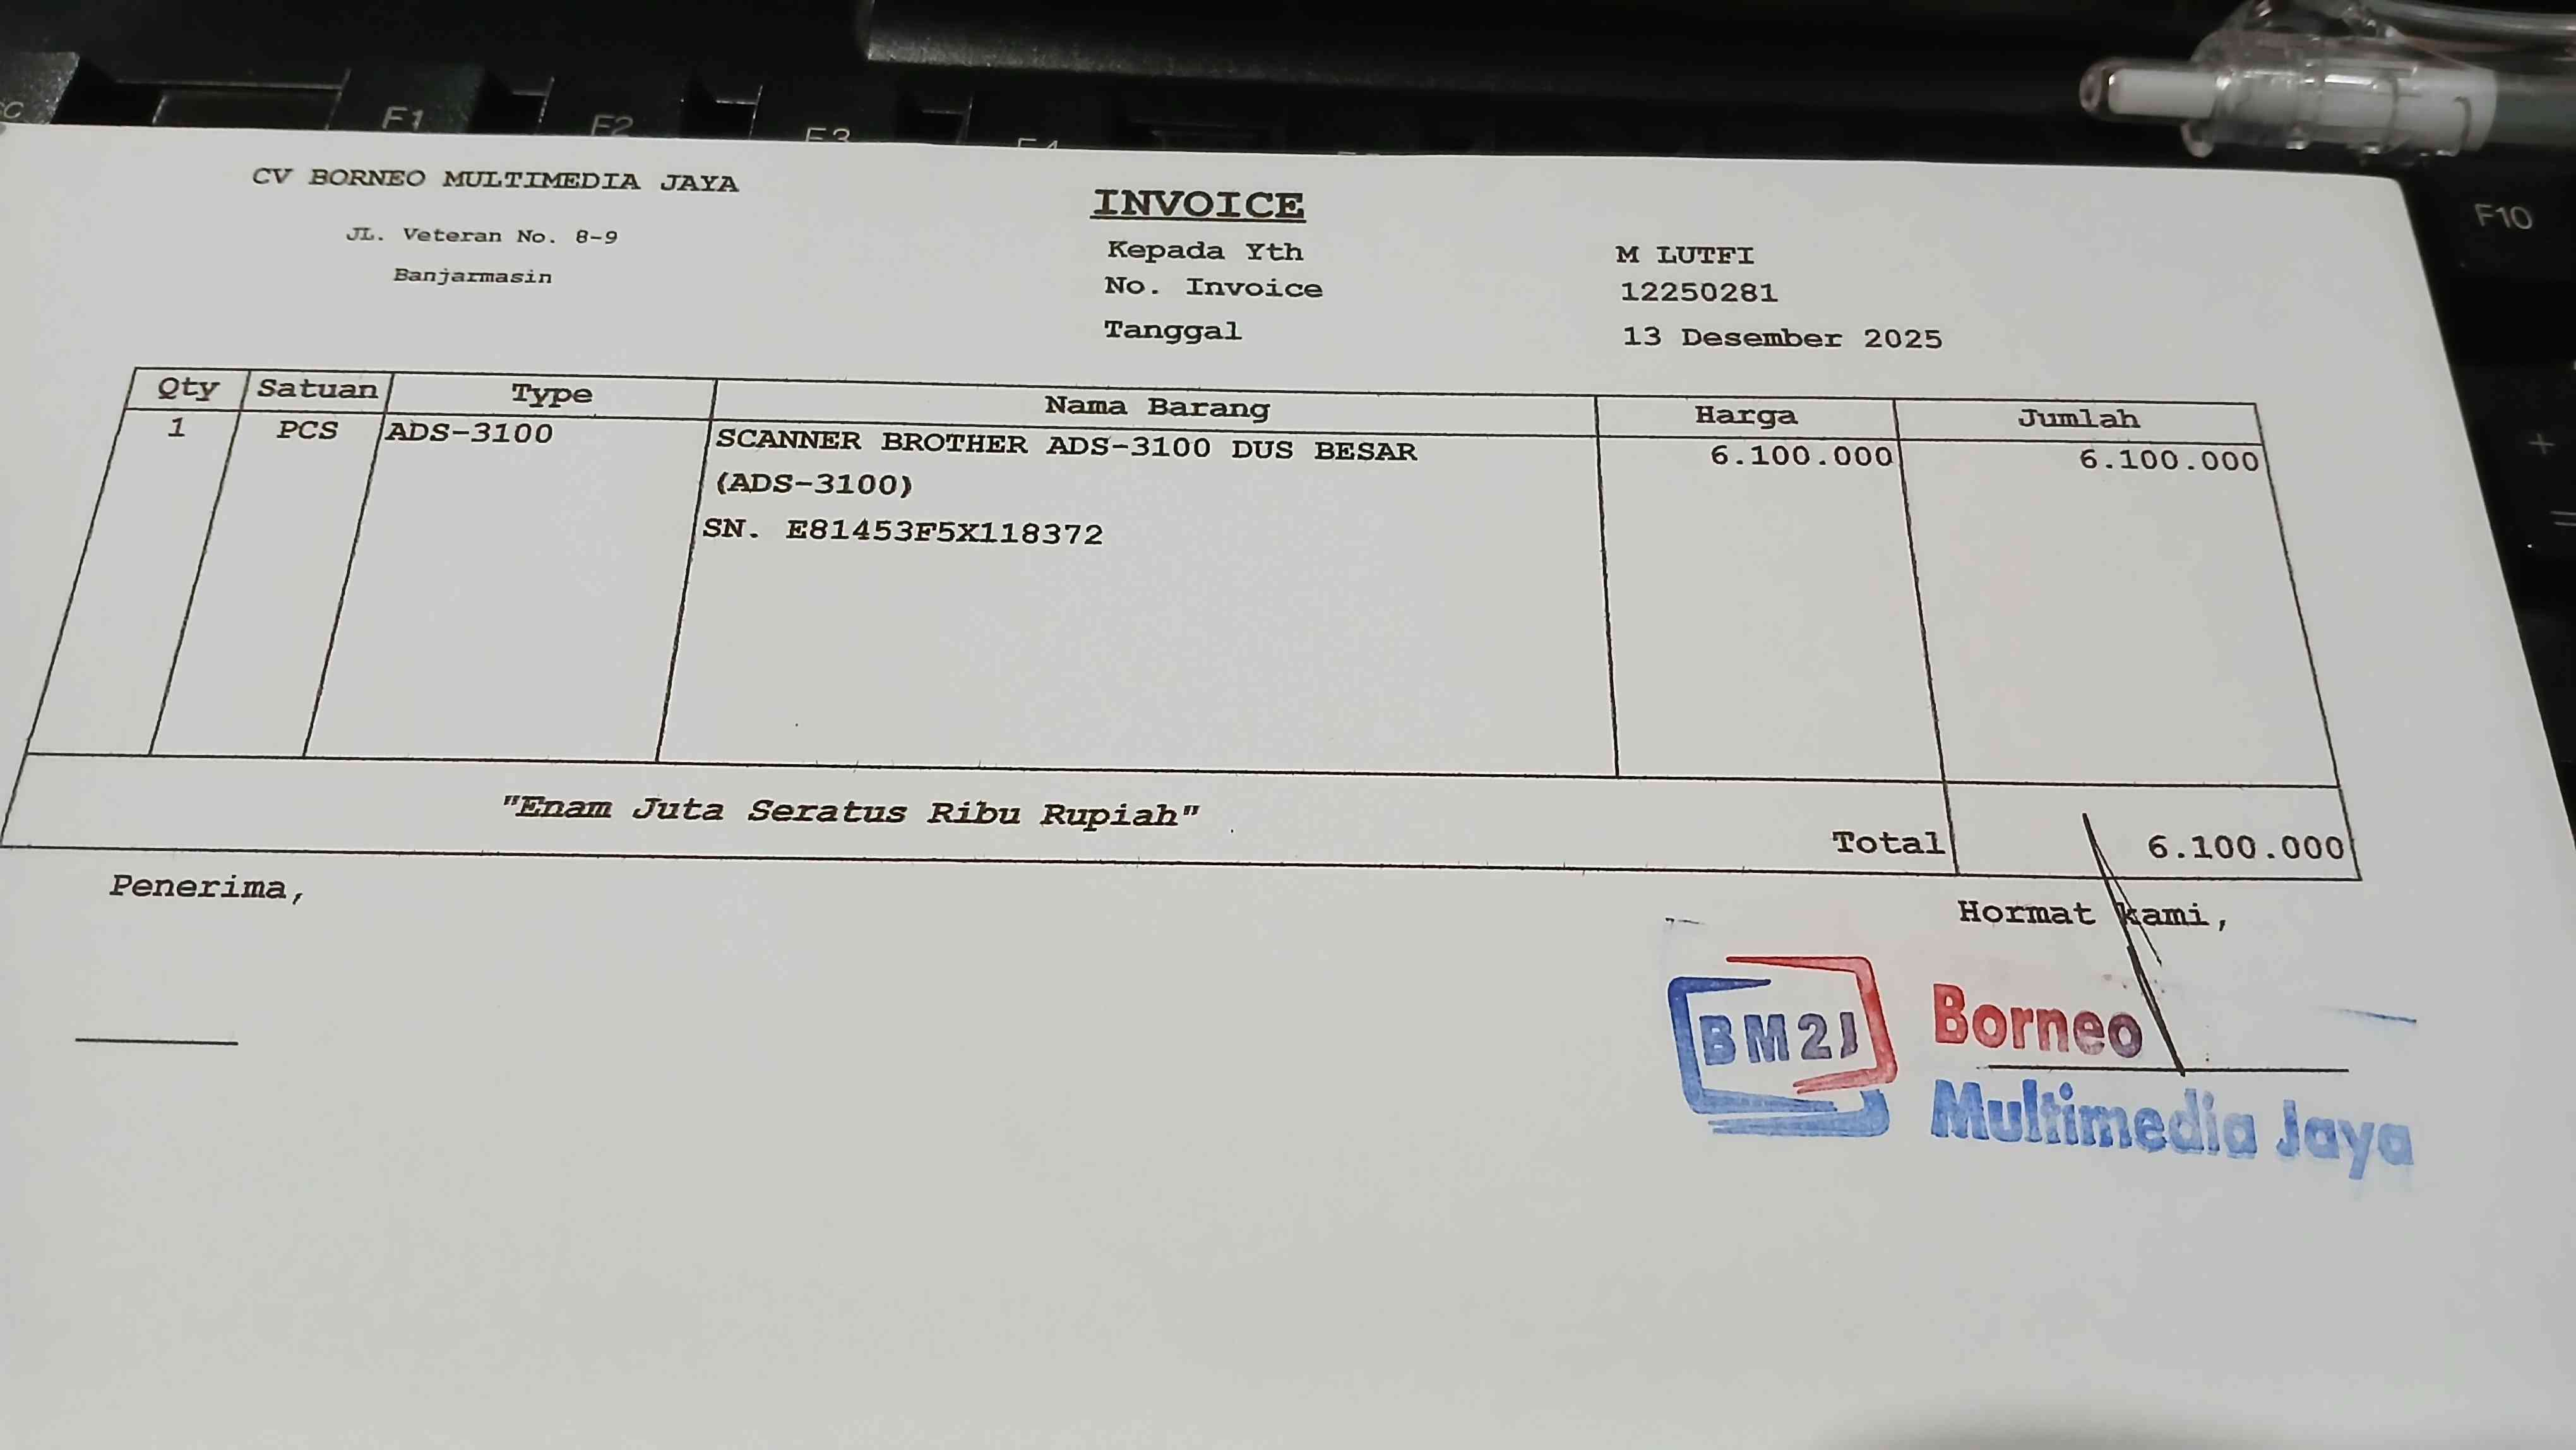 F1
F2
F10
CV BORNEO MULTIMEDIA JAYA
JL. Veteran No. 8-9
Banjarmasin
INVOICE
Kepada Yth M LUTFI
No. Invoice 12250281
Tanggal 13 Desember 2025
Qty Satuan Type Nama Barang Harga Jumlah
1 PCS ADS-3100 SCANNER BROTHER ADS-3100 DUS BESAR 6.100.000 6.100.000
(ADS-3100)
SN. E81453F5X118372
"Enam Juta Seratus Ribu Rupiah"
Total 6.100.000
Penerima,
Hormat kami,
BM2J Borneo
Multimedia Jaya